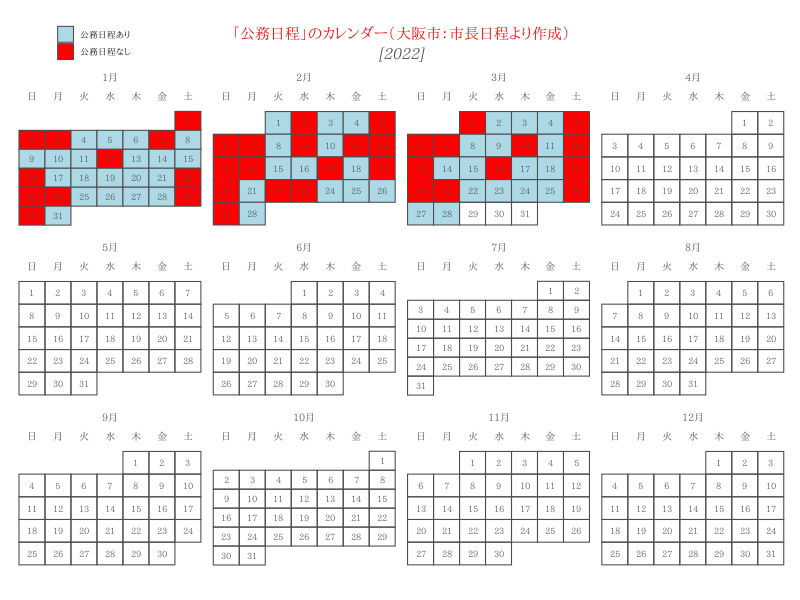 公務日程あり
公務日程なし
「公務日程」のカレンダー（大阪市：市長日程より作成）
[2022]
1月
日 月 火 水 木 金 土
1
2 3 4 5 6 7 8
9 10 11 12 13 14 15
16 17 18 19 20 21 22
23 24 25 26 27 28 29
30 31
2月
日 月 火 水 木 金 土
1 2 3 4 5
6 7 8 9 10 11 12
13 14 15 16 17 18 19
20 21 22 23 24 25 26
27 28
3月
日 月 火 水 木 金 土
1 2 3 4 5
6 7 8 9 10 11 12
13 14 15 16 17 18 19
20 21 22 23 24 25 26
27 28 29 30 31
4月
日 月 火 水 木 金 土
1 2
3 4 5 6 7 8 9
10 11 12 13 14 15 16
17 18 19 20 21 22 23
24 25 26 27 28 29 30
5月
日 月 火 水 木 金 土
1 2 3 4 5 6 7
8 9 10 11 12 13 14
15 16 17 18 19 20 21
22 23 24 25 26 27 28
29 30 31
6月
日 月 火 水 木 金 土
1 2 3 4
5 6 7 8 9 10 11
12 13 14 15 16 17 18
19 20 21 22 23 24 25
26 27 28 29 30
7月
日 月 火 水 木 金 土
1 2
3 4 5 6 7 8 9
10 11 12 13 14 15 16
17 18 19 20 21 22 23
24 25 26 27 28 29 30
31
8月
日 月 火 水 木 金 土
1 2 3 4 5 6
7 8 9 10 11 12 13
14 15 16 17 18 19 20
21 22 23 24 25 26 27
28 29 30 31
9月
日 月 火 水 木 金 土
1 2 3
4 5 6 7 8 9 10
11 12 13 14 15 16 17
18 19 20 21 22 23 24
25 26 27 28 29 30
10月
日 月 火 水 木 金 土
1
2 3 4 5 6 7 8
9 10 11 12 13 14 15
16 17 18 19 20 21 22
23 24 25 26 27 28 29
30 31
11月
日 月 火 水 木 金 土
1 2 3 4 5
6 7 8 9 10 11 12
13 14 15 16 17 18 19
20 21 22 23 24 25 26
27 28 29 30
12月
日 月 火 水 木 金 土
1 2 3
4 5 6 7 8 9 10
11 12 13 14 15 16 17
18 19 20 21 22 23 24
25 26 27 28 29 30 31